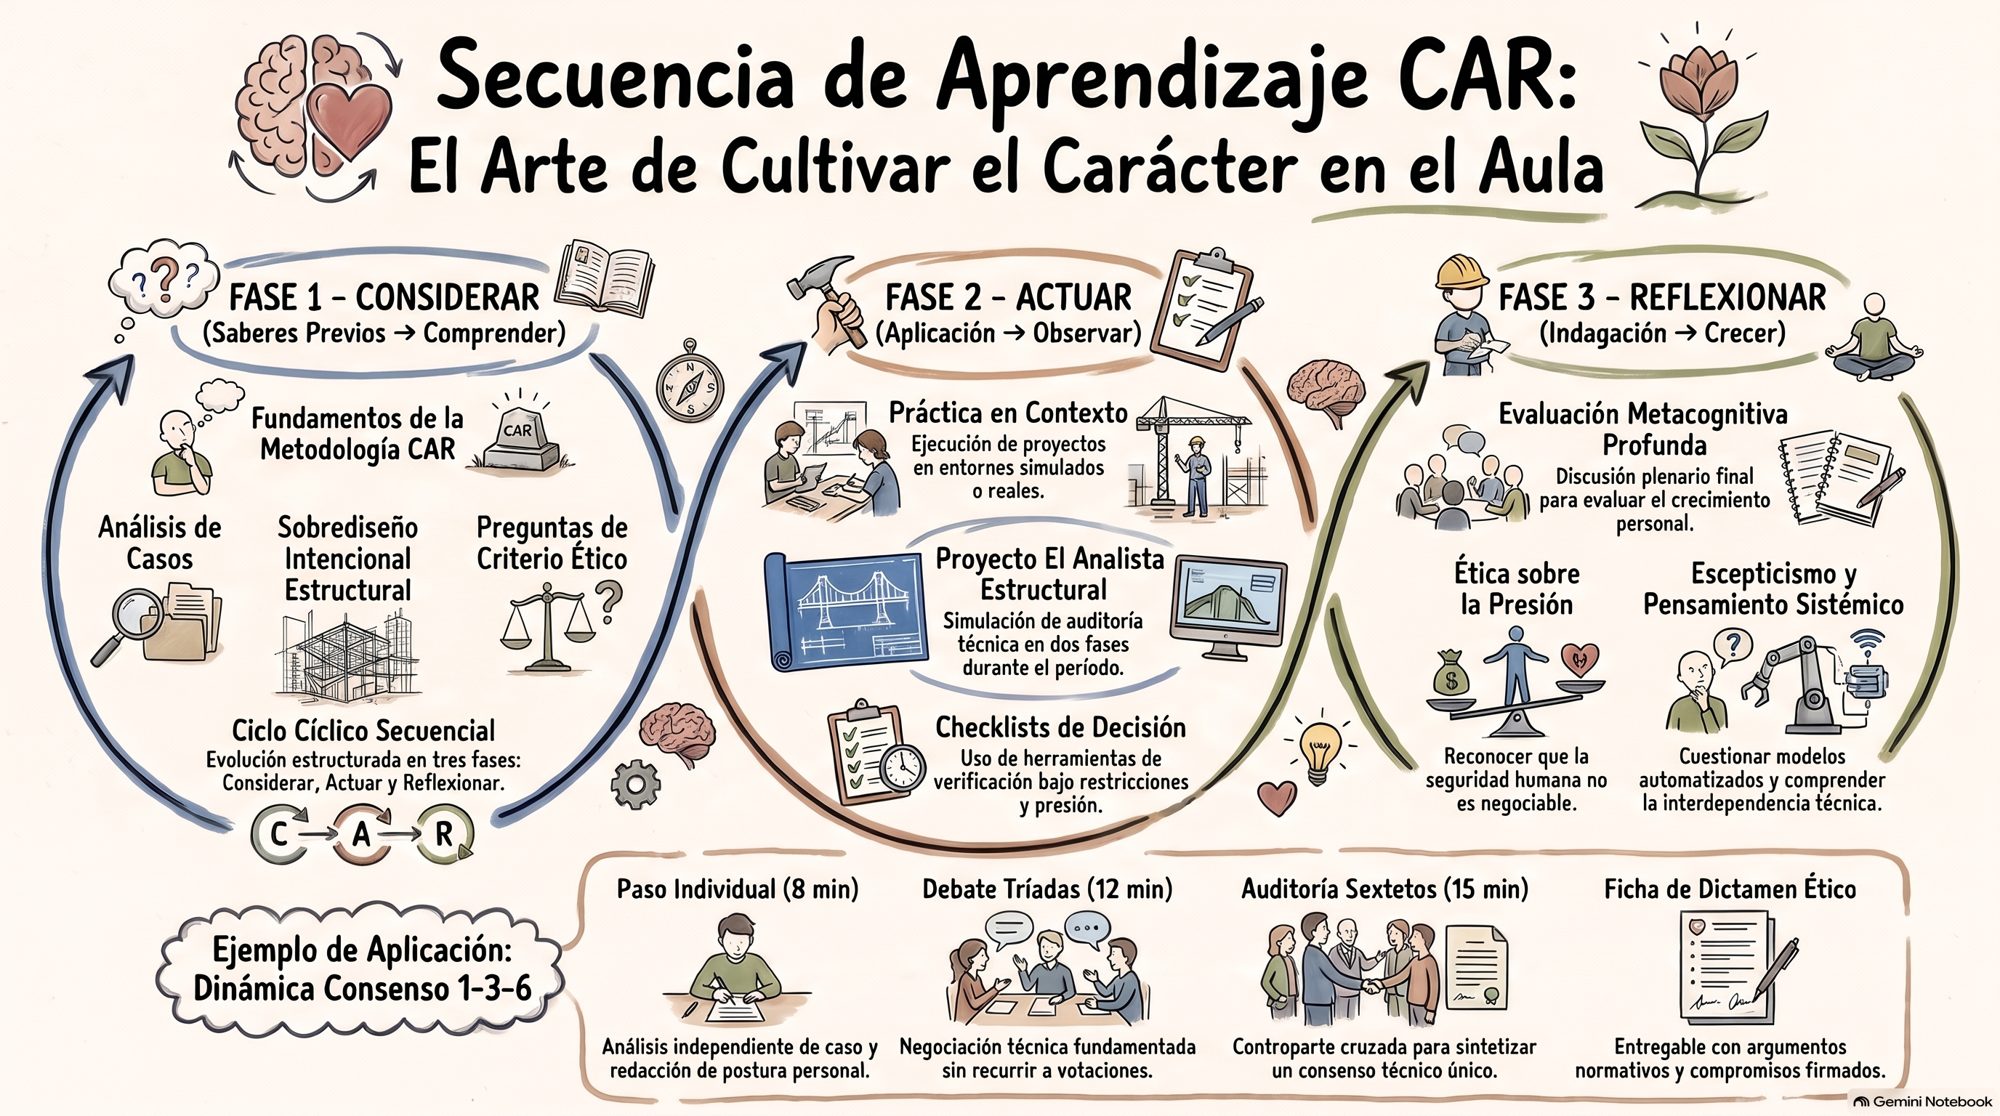 Secuencia de Aprendizaje CAR:
El Arte de Cultivar el Carácter en el Aula
? ? ?
FASE 1 – CONSIDERAR
(Saberes Previos → Comprender)
Fundamentos de la
Metodología CAR
CAR
Análisis de
Casos
Sobrediseño
Intencional
Estructural
Preguntas de
Criterio Ético
?
Ciclo Cíclico Secuencial
Evolución estructurada en tres fases:
Considerar, Actuar y Reflexionar.
C → A → R
N N S S
FASE 2 – ACTUAR
(Aplicación → Observar)
Práctica en Contexto
Ejecución de proyectos
en entornes simulados
o reales.
Proyecto El Analista
Estructural
Simulación de auditoría
técnica en dos fases
durante el período.
Checklists de Decisión
Uso de herramientas de
verificación bajo restricciones
y presión.
FASE 3 – REFLEXIONAR
(Indagación → Crecer)
Evaluación Metacognitiva
Profunda
Discusión plenario final
para evaluar el crecimiento
personal.
Ética sobre
la Presión
$
Reconocer que la
seguridad humana no
es negociable.
Escepticismo y
Pensamiento Sistémico
?
Cuestionar modelos
automatizados y comprender
la interdependencia técnica.
Ejemplo de Aplicación:
Dinámica Consenso 1-3-6
Paso Individual (8 min)
Análisis independiente de caso y
redacción de postura personal.
Debate Tríadas (12 min)
Negociación técnica fundamentada
sin recurrir a votaciones.
Auditoría Sextetos (15 min)
Controparte cruzada para sintetizar
un consenso técnico único.
Ficha de Dictamen Ético
Entregable con argumentos
normativos y compromisos firmados.
Gemini Notebook